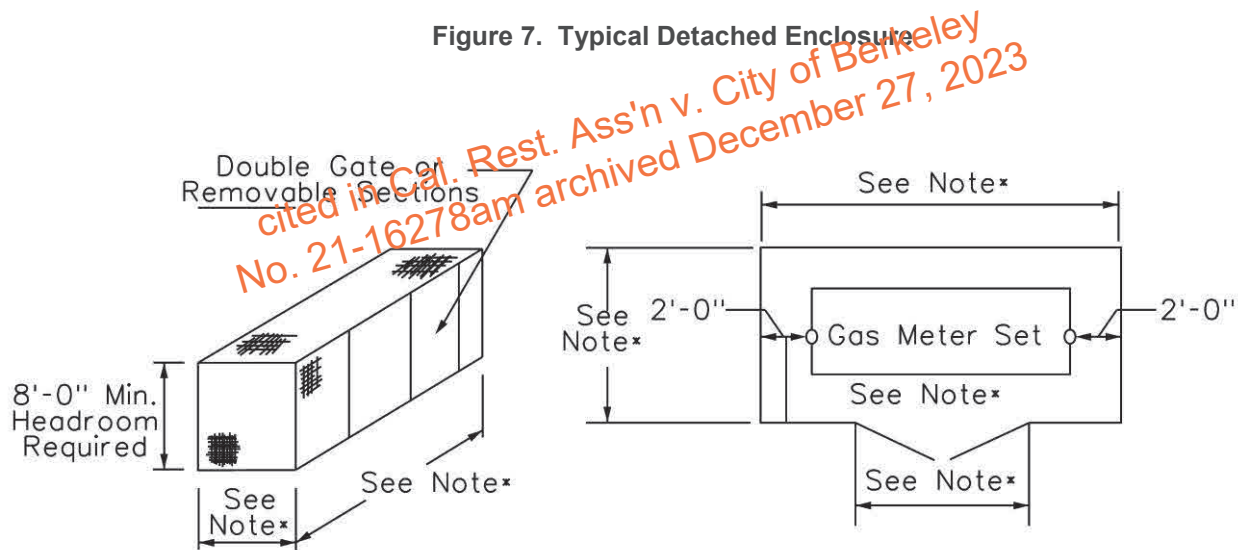 Figure 7. Typical Detached Enclosure
cited in Cal. Rest. Ass'n v. City of Berkeley
No. 21-16278am archived December 27, 2023
Double Gate or
Removable Sections
8'-0" Min.
Headroom
Required
See
Note*
See Note*
See Note*
See
Note*
2'-0"
Gas Meter Set
2'-0"
See Note*
See Note*